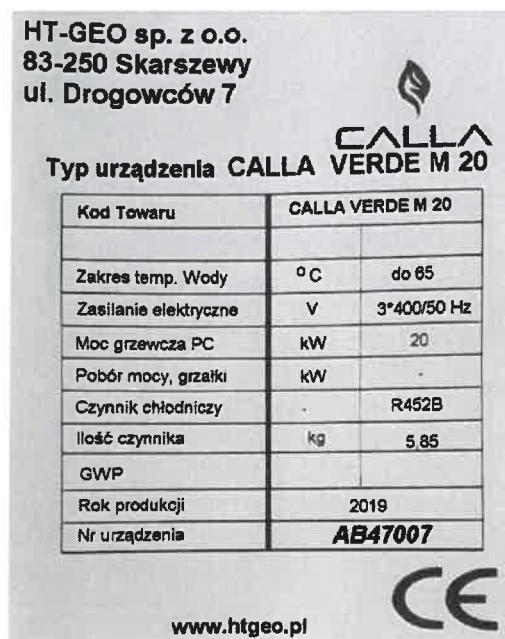 HT-GEO sp. z o.o.
83-250 Skarszewy
ul. Drogowców 7
CALLA
Typ urządzenia CALLA VERDE M 20
Kod Towaru CALLA VERDE M 20
Zakres temp. Wody °C do 65
Zasilanie elektryczne V 3*400/50 Hz
Moc grzewcza PC kW 20
Pobór mocy, grzałki kW -
Czynnik chłodniczy - R452B
Ilość czynnika kg 5,85
GWP
Rok produkcji 2019
Nr urządzenia AB47007
CE
www.htgeo.pl